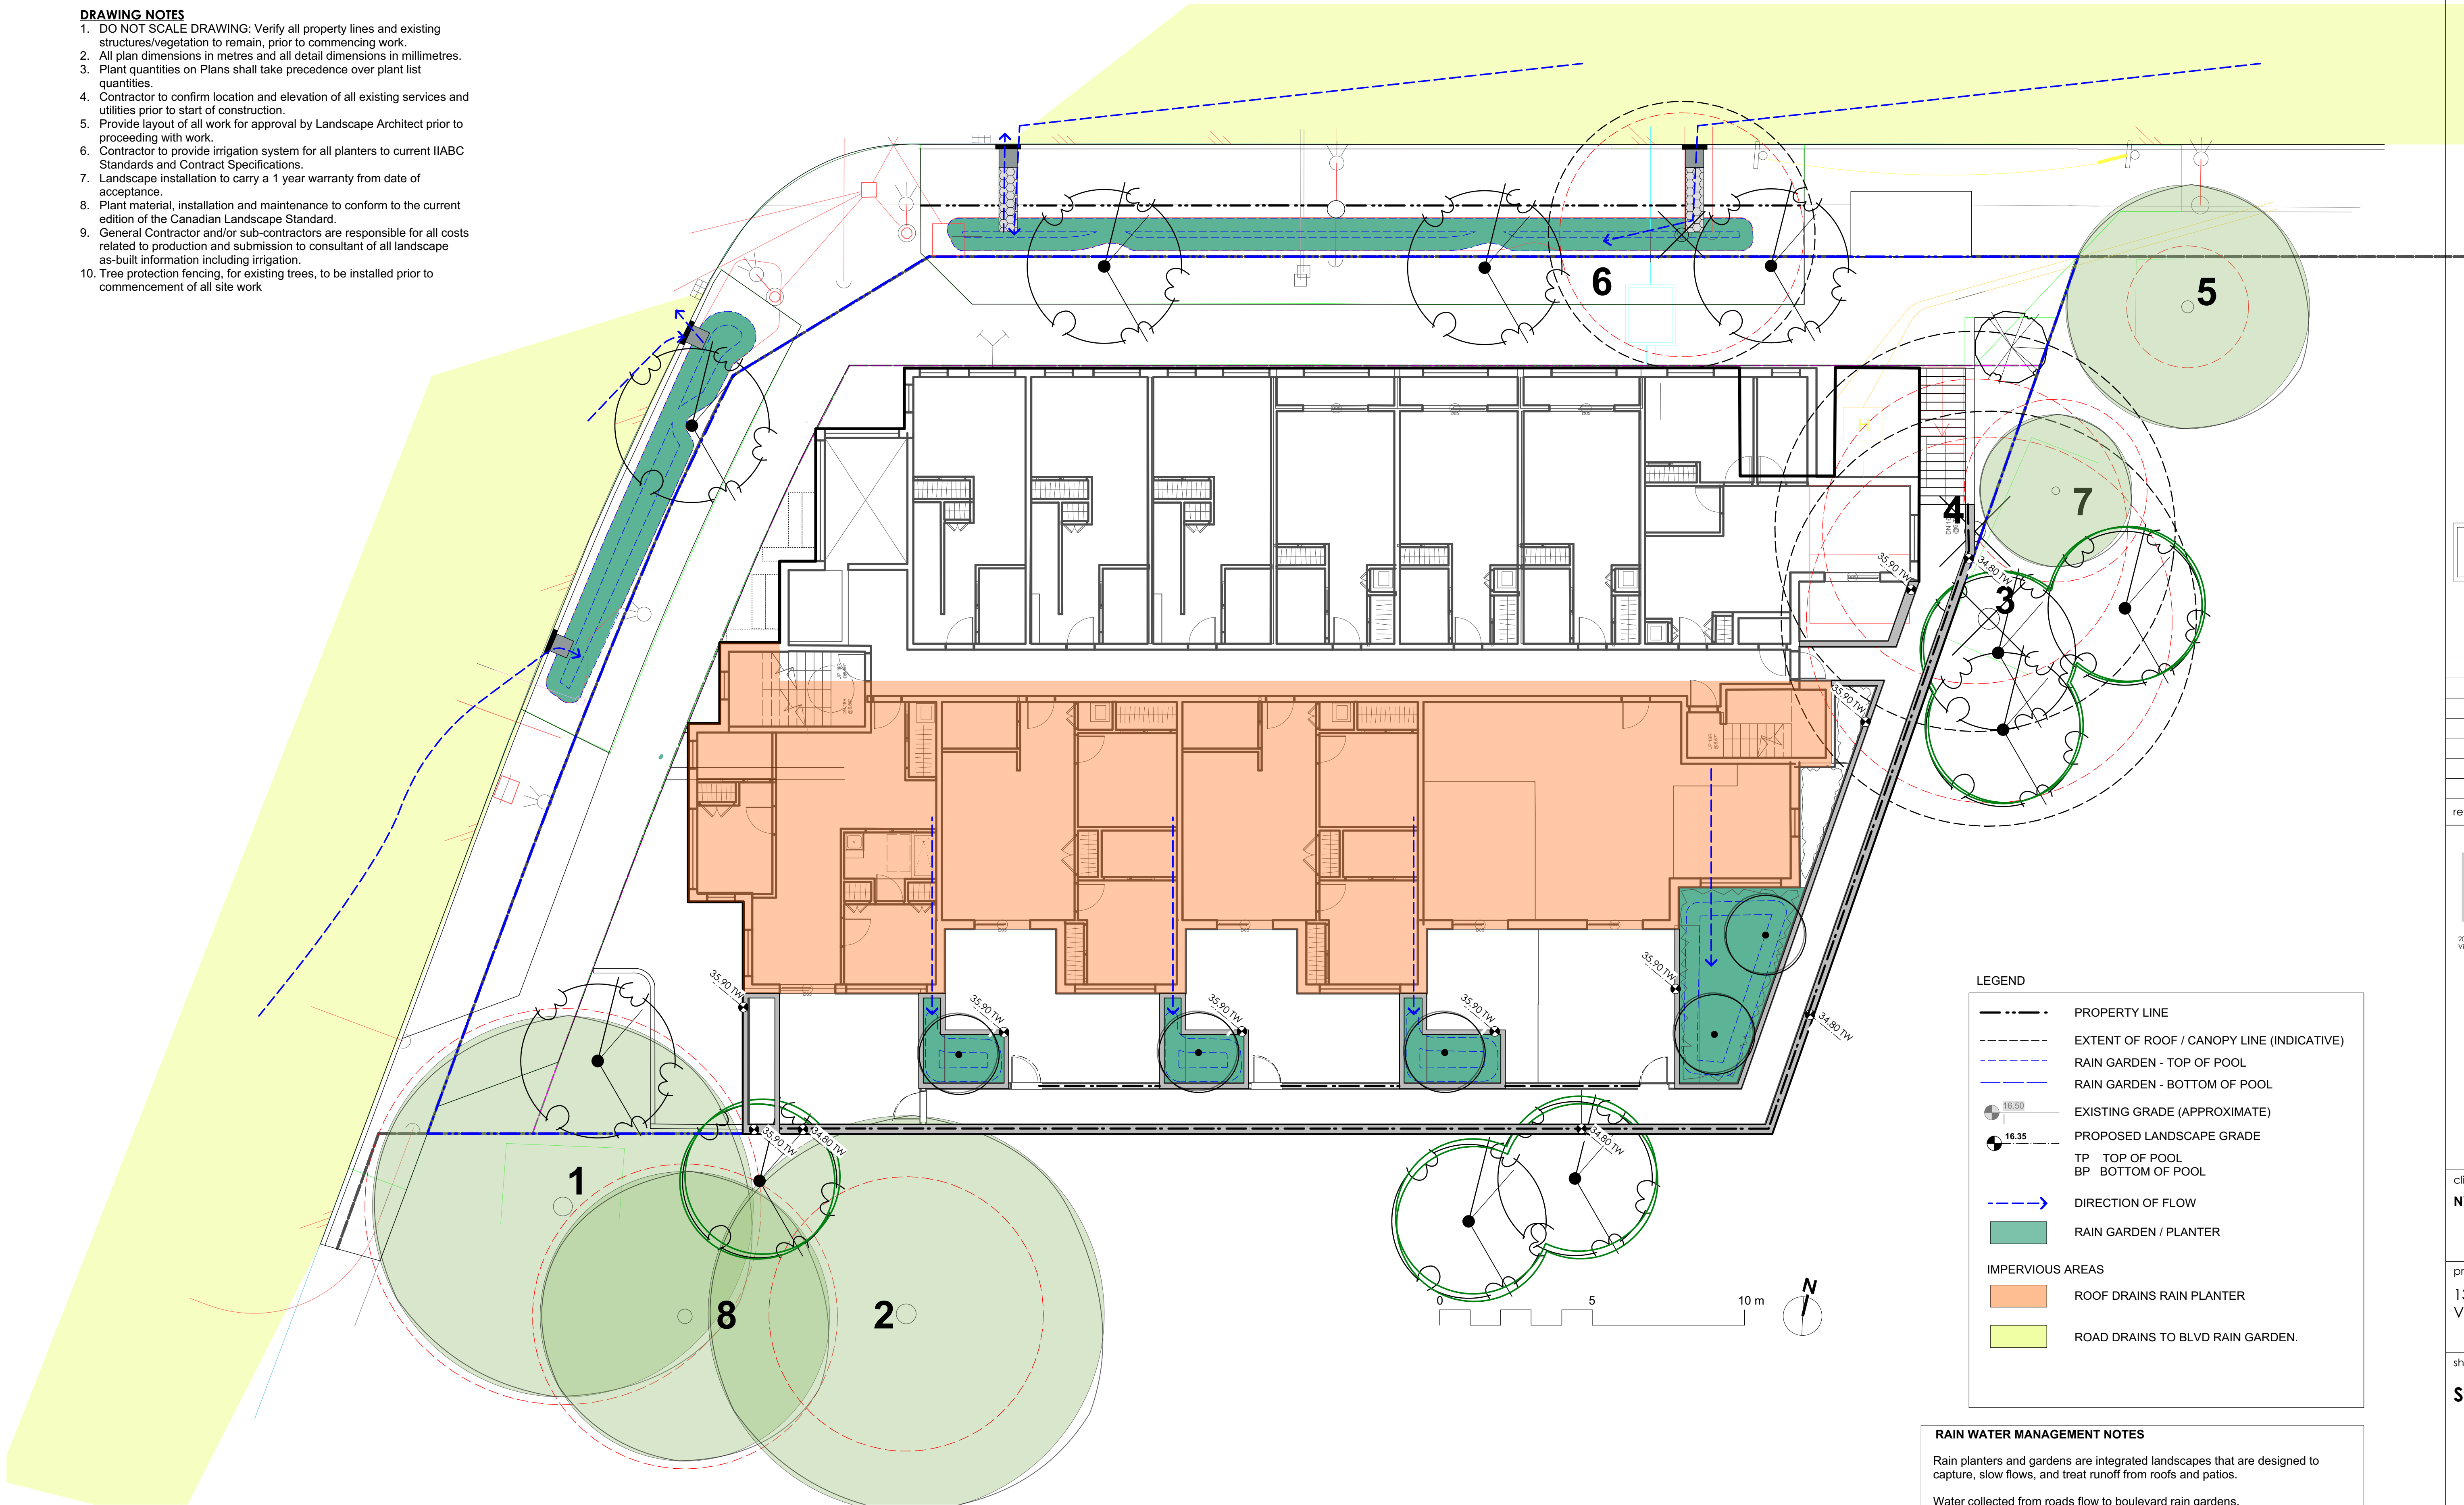 DRAWING NOTES
1. DO NOT SCALE DRAWING: Verify all property lines and existing
structures/vegetation to remain, prior to commencing work.
2. All plan dimensions in metres and all detail dimensions in millimetres.
3. Plant quantities on Plans shall take precedence over plant list
quantities.
4. Contractor to confirm location and elevation of all existing services and
utilities prior to start of construction.
5. Provide layout of all work for approval by Landscape Architect prior to
proceeding with work.
6. Contractor to provide irrigation system for all planters to current IIABC
Standards and Contract Specifications.
7. Landscape installation to carry a 1 year warranty from date of
acceptance.
8. Plant material, installation and maintenance to conform to the current
edition of the Canadian Landscape Standard.
9. General Contractor and/or sub-contractors are responsible for all costs
related to production and submission to consultant of all landscape
as-built information including irrigation.
10. Tree protection fencing, for existing trees, to be installed prior to
commencement of all site work
6
5
4
7
3
35.90 TW
34.80 TW
35.90 TW
35.90 TW
35.90 TW
35.90 TW
35.90 TW
35.90 TW
34.80 TW
35.90 TW
34.80 TW
34.80 TW
1
8
2
0
5
10 m
N
LEGEND
PROPERTY LINE
EXTENT OF ROOF / CANOPY LINE (INDICATIVE)
RAIN GARDEN - TOP OF POOL
RAIN GARDEN - BOTTOM OF POOL
16.50
EXISTING GRADE (APPROXIMATE)
16.35
PROPOSED LANDSCAPE GRADE
TP TOP OF POOL
BP BOTTOM OF POOL
DIRECTION OF FLOW
RAIN GARDEN / PLANTER
IMPERVIOUS AREAS
ROOF DRAINS RAIN PLANTER
ROAD DRAINS TO BLVD RAIN GARDEN.
RAIN WATER MANAGEMENT NOTES
Rain planters and gardens are integrated landscapes that are designed to
capture, slow flows, and treat runoff from roofs and patios.
Water collected from roads flow to boulevard rain gardens.